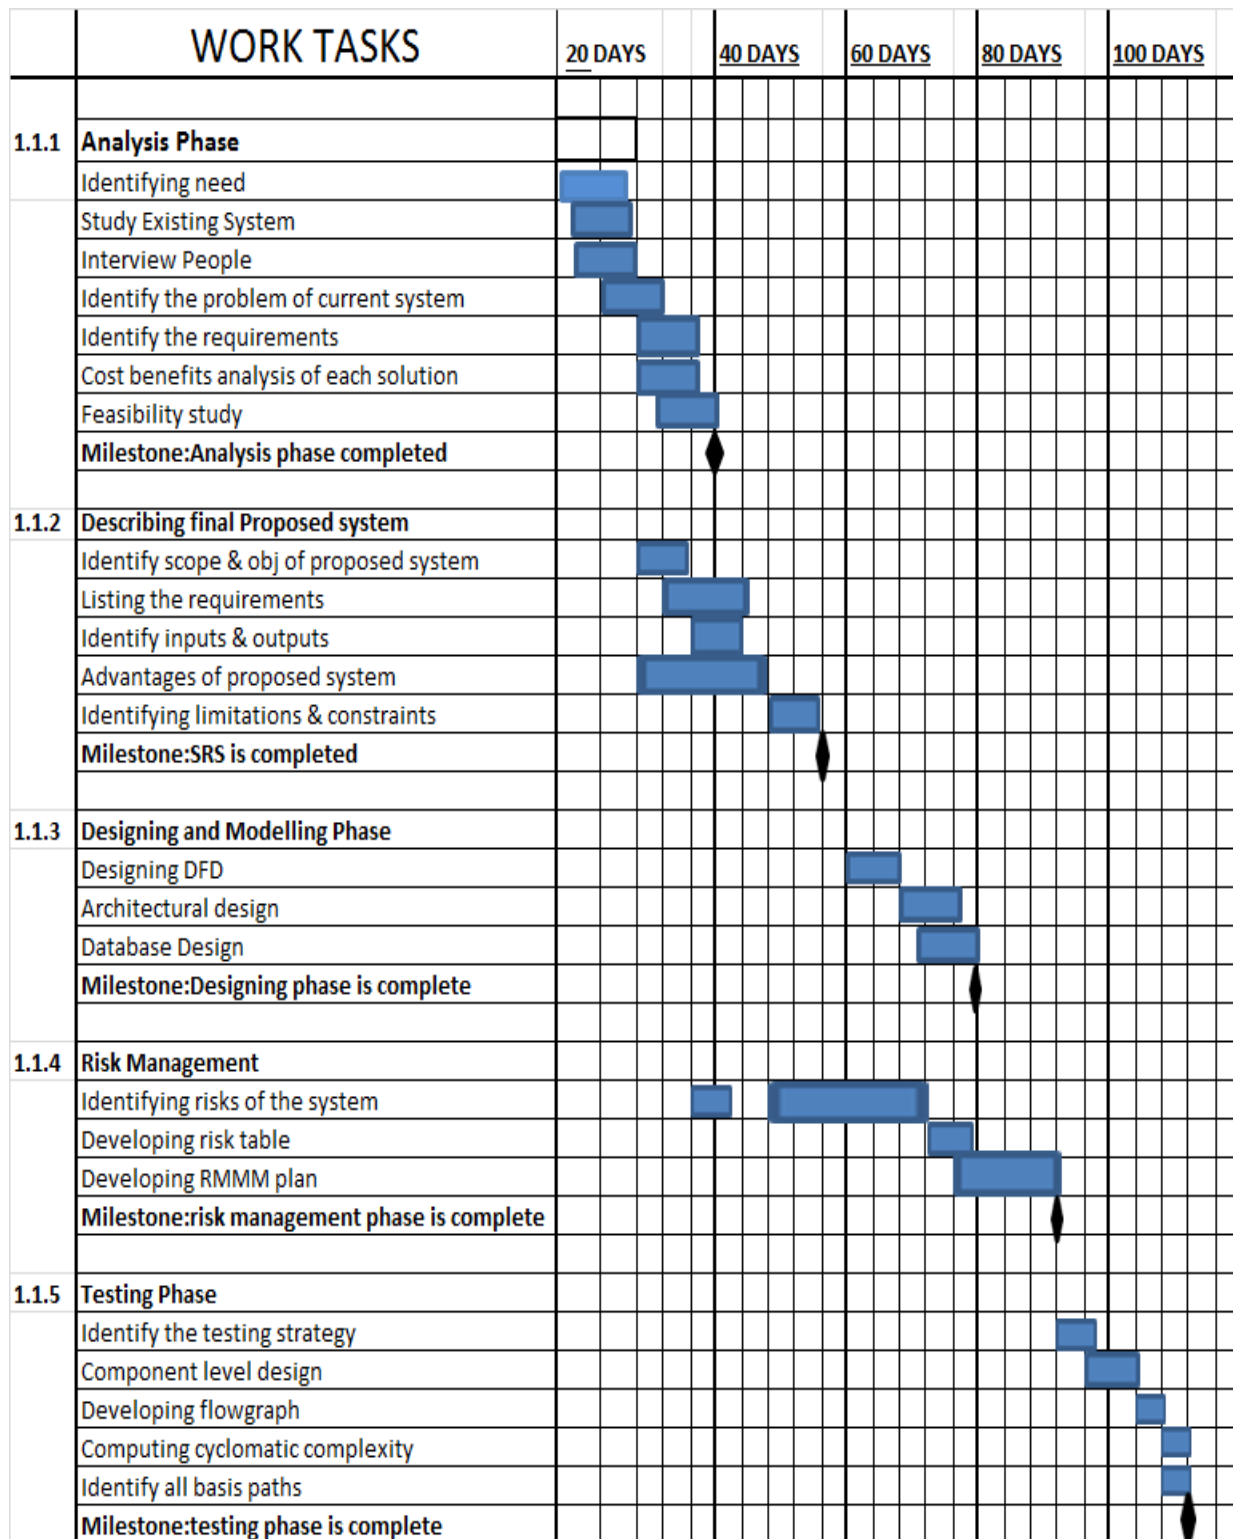 WORK TASKS 20 DAYS 40 DAYS 60 DAYS 80 DAYS 100 DAYS
1.1.1 Analysis Phase
Identifying need
Study Existing System
Interview People
Identify the problem of current system
Identify the requirements
Cost benefits analysis of each solution
Feasibility study
Milestone:Analysis phase completed
1.1.2 Describing final Proposed system
Identify scope & obj of proposed system
Listing the requirements
Identify inputs & outputs
Advantages of proposed system
Identifying limitations & constraints
Milestone:SRS is completed
1.1.3 Designing and Modelling Phase
Designing DFD
Architectural design
Database Design
Milestone:Designing phase is complete
1.1.4 Risk Management
Identifying risks of the system
Developing risk table
Developing RMMM plan
Milestone:risk management phase is complete
1.1.5 Testing Phase
Identify the testing strategy
Component level design
Developing flowgraph
Computing cyclomatic complexity
Identify all basis paths
Milestone:testing phase is complete